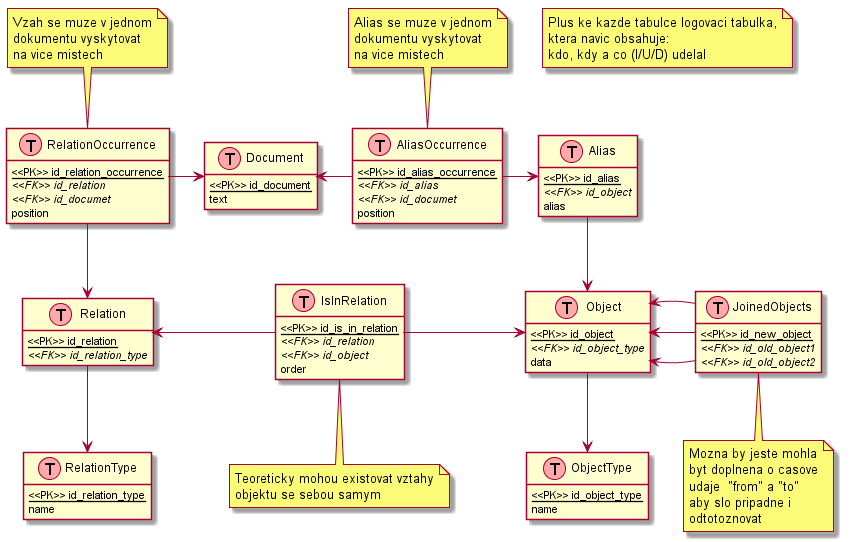 Vzah se muze v jednom
dokumentu vyskytovat
na vice mistech
Alias se muze v jednom
dokumentu vyskytovat
na vice mistech
Plus ke kazde tabulce logovaci tabulka,
ktera navic obsahuje:
kdo, kdy a co (I/U/D) udelal
T RelationOccurrence
<<PK>> id_relation_occurrence
<<FK>> id_relation
<<FK>> id_documet
position
T Document
<<PK>> id_document
text
T AliasOccurrence
<<PK>> id_alias_occurrence
<<FK>> id_alias
<<FK>> id_documet
position
T Alias
<<PK>> id_alias
<<FK>> id_object
alias
T Relation
<<PK>> id_relation
<<FK>> id_relation_type
T IsInRelation
<<PK>> id_is_in_relation
<<FK>> id_relation
<<FK>> id_object
order
T Object
<<PK>> id_object
<<FK>> id_object_type
data
T JoinedObjects
<<PK>> id_new_object
<<FK>> id_old_object1
<<FK>> id_old_object2
T RelationType
<<PK>> id_relation_type
name
Teoreticky mohou existovat vztahy
objektu se sebou samym
T ObjectType
<<PK>> id_object_type
name
Mozna by jeste mohla
byt doplnena o casove
udaje "from" a "to"
aby slo pripadne i
odtotoznovat